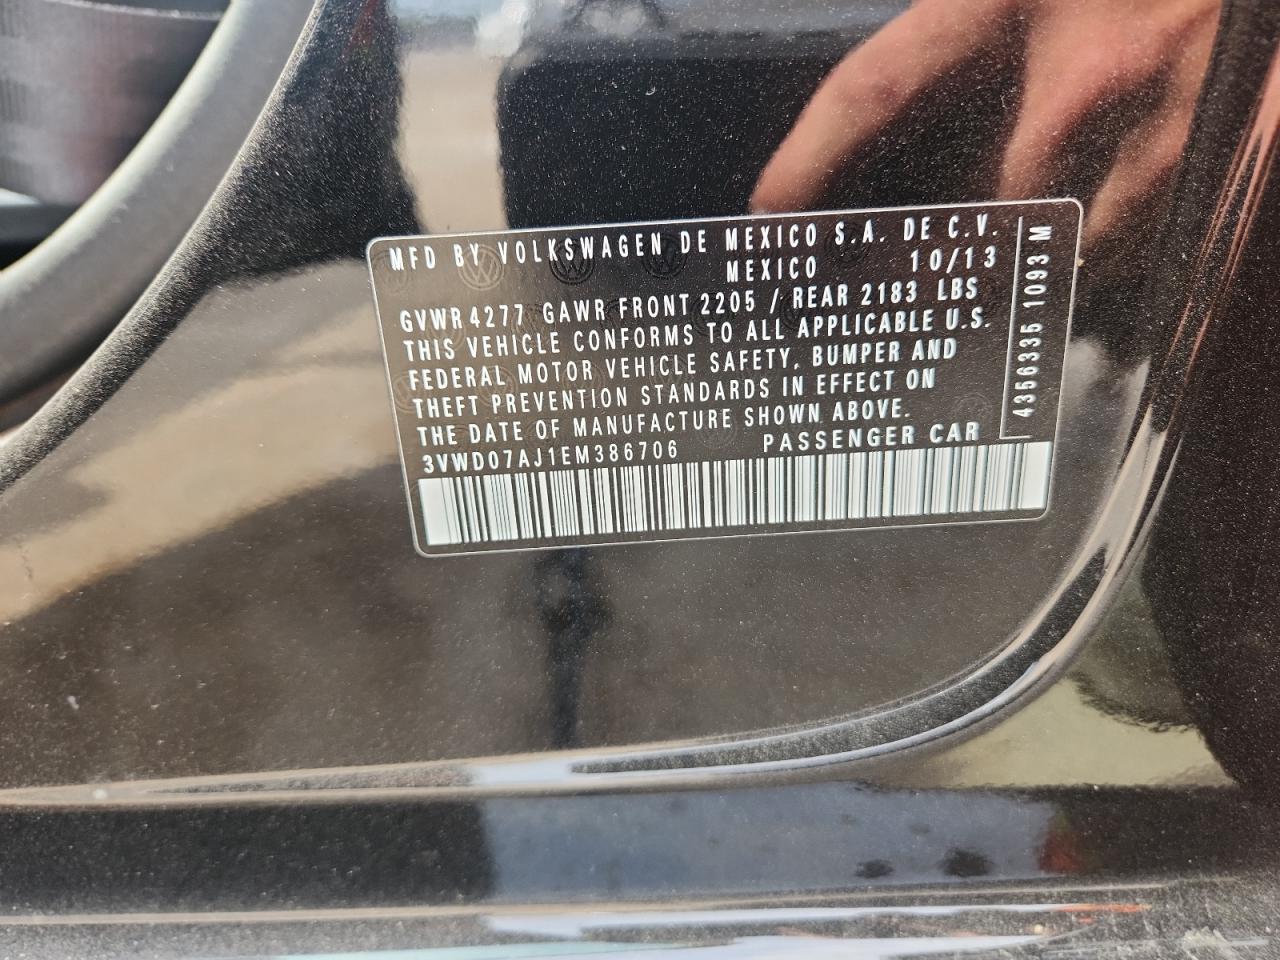 MFD BY VOLKSWAGEN DE MEXICO S.A. DE C.V.
MEXICO 10/13
GVWR 4277 GAWR FRONT 2205 / REAR 2183 LBS
THIS VEHICLE CONFORMS TO ALL APPLICABLE U.S.
FEDERAL MOTOR VEHICLE SAFETY, BUMPER AND
THEFT PREVENTION STANDARDS IN EFFECT ON
THE DATE OF MANUFACTURE SHOWN ABOVE.
3VWD07AJ1EM386706 PASSENGER CAR
4356336 1093 M